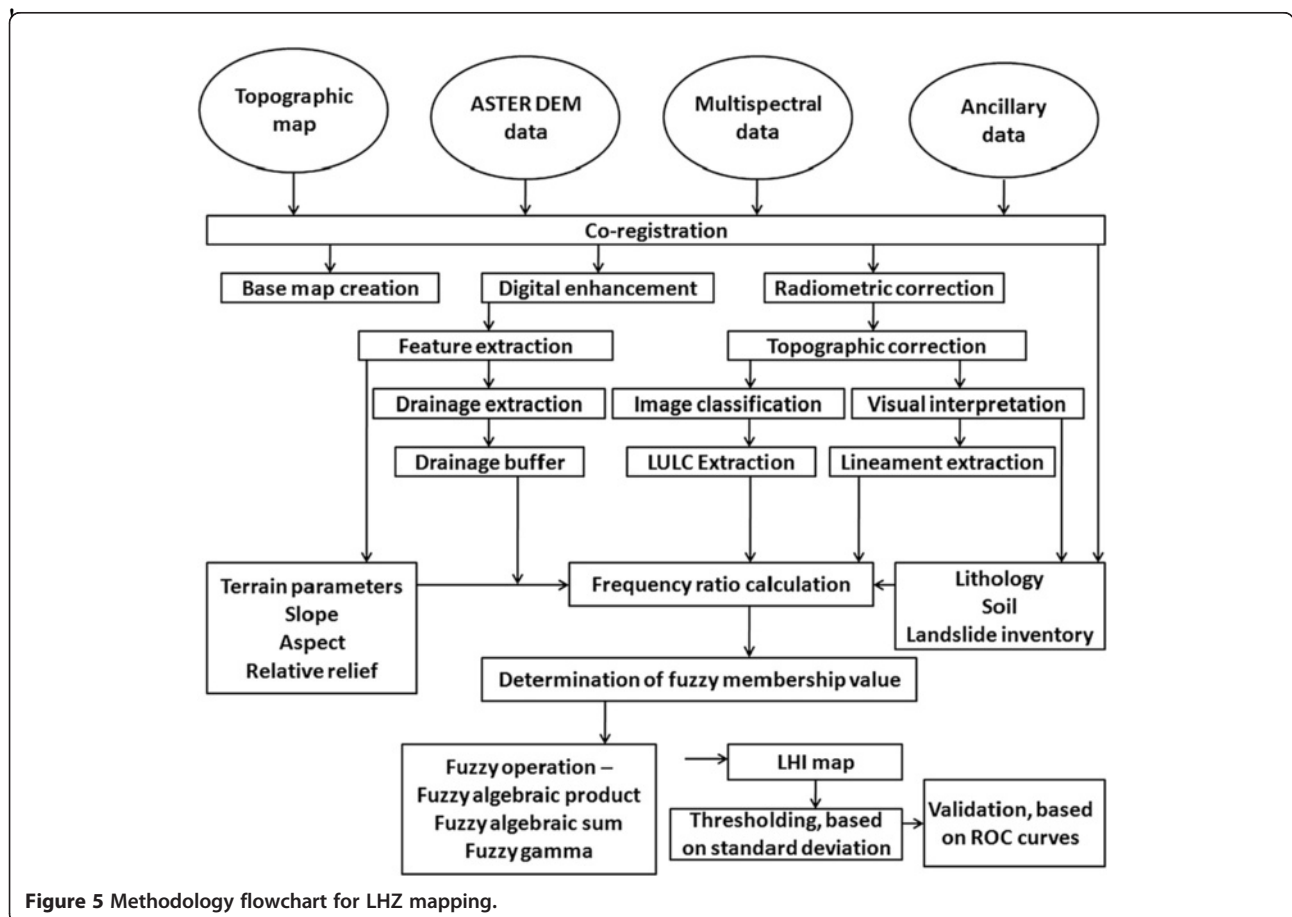 Topographic
map
ASTER DEM
data
Multispectral
data
Ancillary
data
Co-registration
Base map creation
Digital enhancement
Radiometric correction
Feature extraction
Topographic correction
Drainage extraction
Image classification
Visual interpretation
Drainage buffer
LULC Extraction
Lineament extraction
Terrain parameters
Slope
Aspect
Relative relief
Frequency ratio calculation
Lithology
Soil
Landslide inventory
Determination of fuzzy membership value
Fuzzy operation –
Fuzzy algebraic product
Fuzzy algebraic sum
Fuzzy gamma
LHI map
Thresholding, based
on standard deviation
Validation, based
on ROC curves
Figure 5 Methodology flowchart for LHZ mapping.